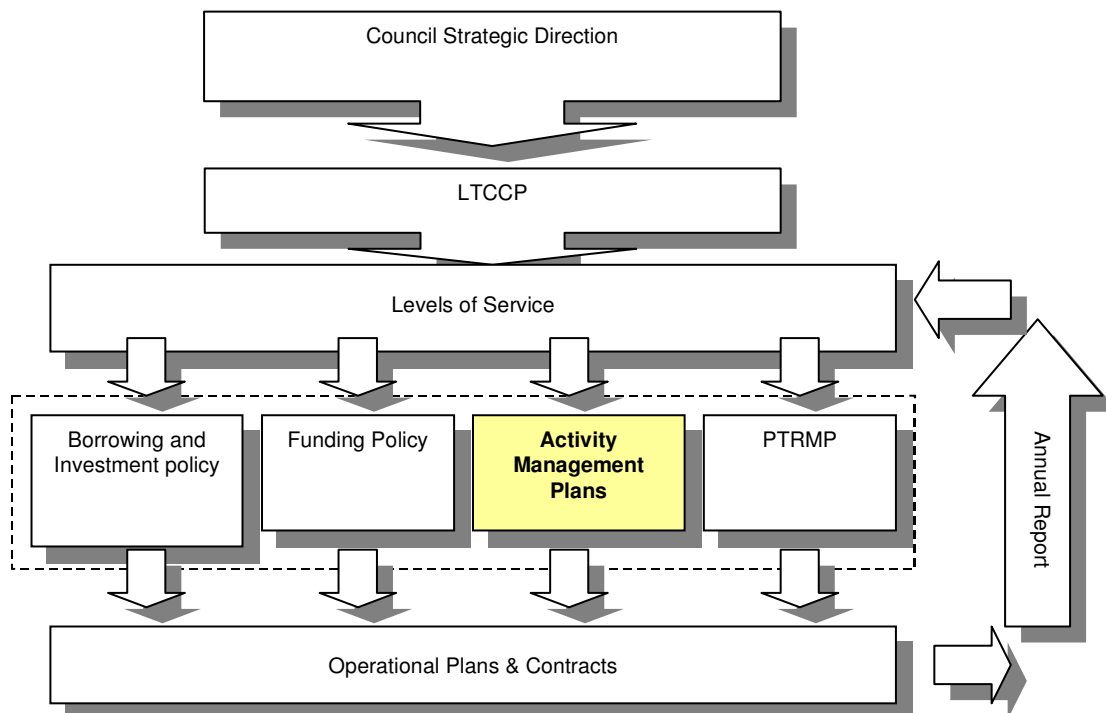 Council Strategic Direction
LTCCP
Levels of Service
Borrowing and
Investment policy
Funding Policy
Activity
Management
Plans
PTRMP
Annual Report
Operational Plans & Contracts